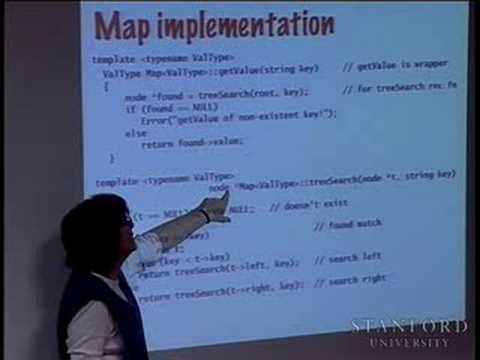 Map implementation
template <typename ValType>
ValType Map<ValType>::getValue(string key) // getValue is wrapper
{
node *found = treeSearch(root, key); // for treeSearch rec fn
if (found == NULL)
Error("getValue of non-existent key!");
else
return found->value;
}
template <typename ValType>
node *Map<ValType>::treeSearch(node *t, string key)
(t == NULL) NULL; // doesn't exist
key) // found match
t;
(key < t->key)
return treeSearch(t->left, key); // search left
return treeSearch(t->right, key); // search right
STANFORD
UNIVERSITY